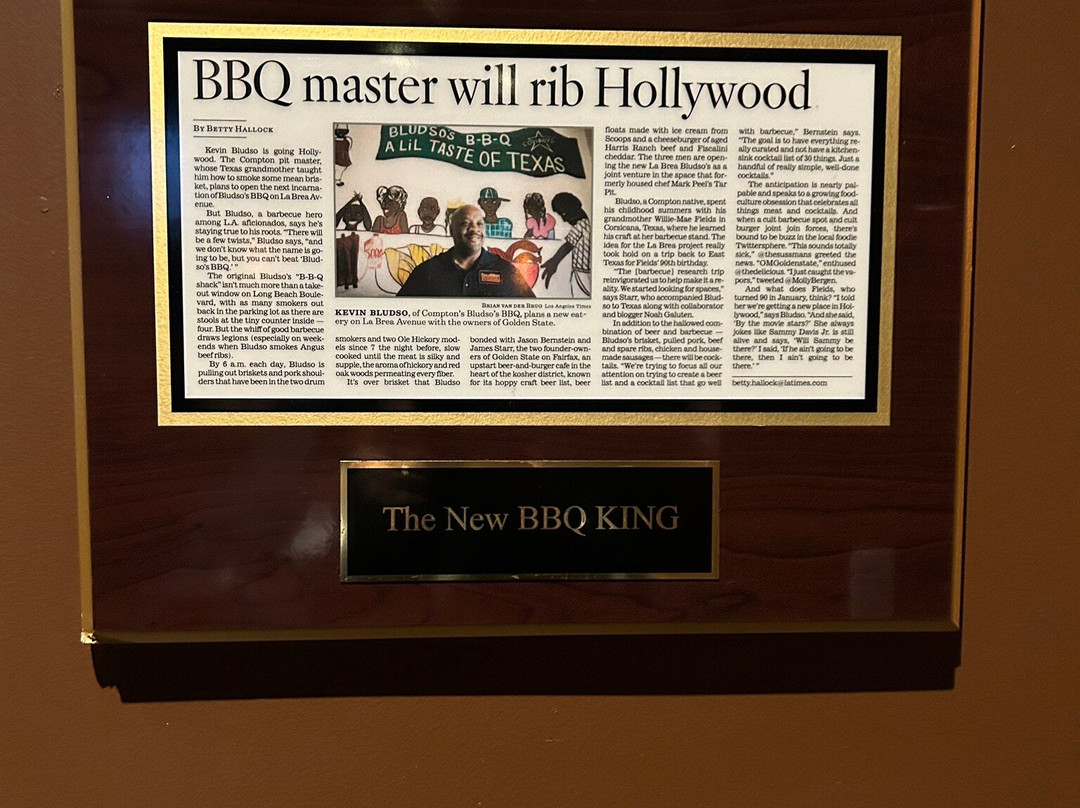 BBQ master will rib Hollywood
BY BETTY HALLOCK
Kevin Bludso is going Holly-
wood. The Compton pit master,
whose Texas grandmother taught
him how to smoke some mean bris-
ket, plans to open the next incarna-
tion of Bludso's BBQ on La Brea Av-
enue.
But Bludso, a barbecue hero
among L.A. aficionados, says he's
staying true to his roots. "There will
be a few twists," Bludso says, "and
we don't know what the name is go-
ing to be, but you can't beat 'Blud-
so's BBQ.' "
The original Bludso's "B-B-Q
shack" isn't much more than a take-
out window on Long Beach Boule-
vard, with as many smokers out
back in the parking lot as there are
stools at the tiny counter inside —
four. But the whiff of good barbecue
draws legions (especially on week-
ends when Bludso smokes Angus
beef ribs).
By 6 a.m. each day, Bludso is
pulling out briskets and pork shoul-
ders that have been in the two drum
BLUDSO'S B-B-Q
A LIL TASTE OF TEXAS
BRIAN VAN DER BRUG Los Angeles Times
KEVIN BLUDSO, of Compton's Bludso's BBQ, plans a new eat-
ery on La Brea Avenue with the owners of Golden State.
smokers and two Ole Hickory mod-
els since 7 the night before, slow
cooked until the meat is silky and
supple, the aroma of hickory and red
oak woods permeating every fiber.
It's over brisket that Bludso
bonded with Jason Bernstein and
James Starr, the two founder-own-
ers of Golden State on Fairfax, an
upstart beer-and-burger cafe in the
heart of the kosher district, known
for its hoppy craft beer list, beer
floats made with ice cream from
Scoops and a cheeseburger of aged
Harris Ranch beef and Fiscalini
cheddar. The three men are open-
ing the new La Brea Bludso's as a
joint venture in the space that for-
merly housed chef Mark Peel's Tar
Pit.
Bludso, a Compton native, spent
his childhood summers with his
grandmother Willie-Mae Fields in
Corsicana, Texas, where he learned
his craft at her barbecue stand. The
idea for the La Brea project really
took hold on a trip back to East
Texas for Fields' 90th birthday.
"The [barbecue] research trip
reinvigorated us to help make it a re-
ality. We started looking for spaces,"
says Starr, who accompanied Blud-
so to Texas along with collaborator
and blogger Noah Galuten.
In addition to the hallowed com-
bination of beer and barbecue —
Bludso's brisket, pulled pork, beef
and spare ribs, chicken and house-
made sausages — there will be cock-
tails. "We're trying to focus all our
attention on trying to create a beer
list and a cocktail list that go well
with barbecue," Bernstein says.
"The goal is to have everything re-
ally curated and not have a kitchen-
sink cocktail list of 30 things. Just a
handful of really simple, well-done
cocktails."
The anticipation is nearly pal-
pable and speaks to a growing food-
culture obsession that celebrates all
things meat and cocktails. And
when a cult barbecue spot and cult
burger joint join forces, there's
bound to be buzz in the local foodie
Twittersphere. "This sounds totally
sick," @thesussmans greeted the
news. "OMGoldenstate," enthused
@thedelicious. "I just caught the va-
pors," tweeted @MollyBergen.
And what does Fields, who
turned 90 in January, think? "I told
her we're getting a new place in Hol-
lywood," says Bludso. "And she said,
'By the movie stars?' She always
jokes like Sammy Davis Jr. is still
alive and says, 'Will Sammy be
there?' I said, 'If he ain't going to be
there, then I ain't going to be
there.' "
betty.hallock@latimes.com
The New BBQ KING